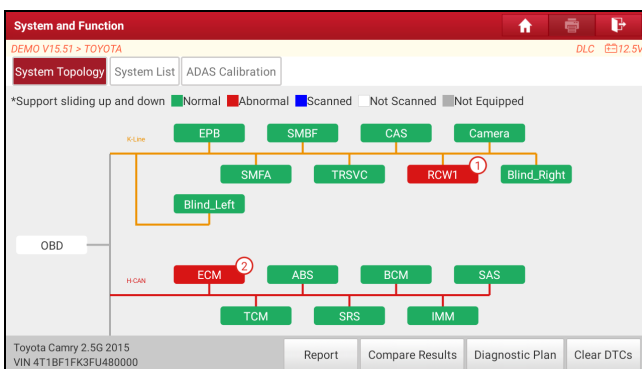 System and Function
DEMO V15.51 > TOYOTA DLC 12.5V
System Topology System List ADAS Calibration
*Support sliding up and down Normal Abnormal Scanned Not Scanned Not Equipped
K-Line EPB SMBF CAS Camera
SMFA TRSVC RCW1 1 Blind_Right
Blind_Left
OBD
H-CAN ECM 2 ABS BCM SAS
TCM SRS IMM
Toyota Camry 2.5G 2015
VIN 4T1BF1FK3FU480000
Report Compare Results Diagnostic Plan Clear DTCs